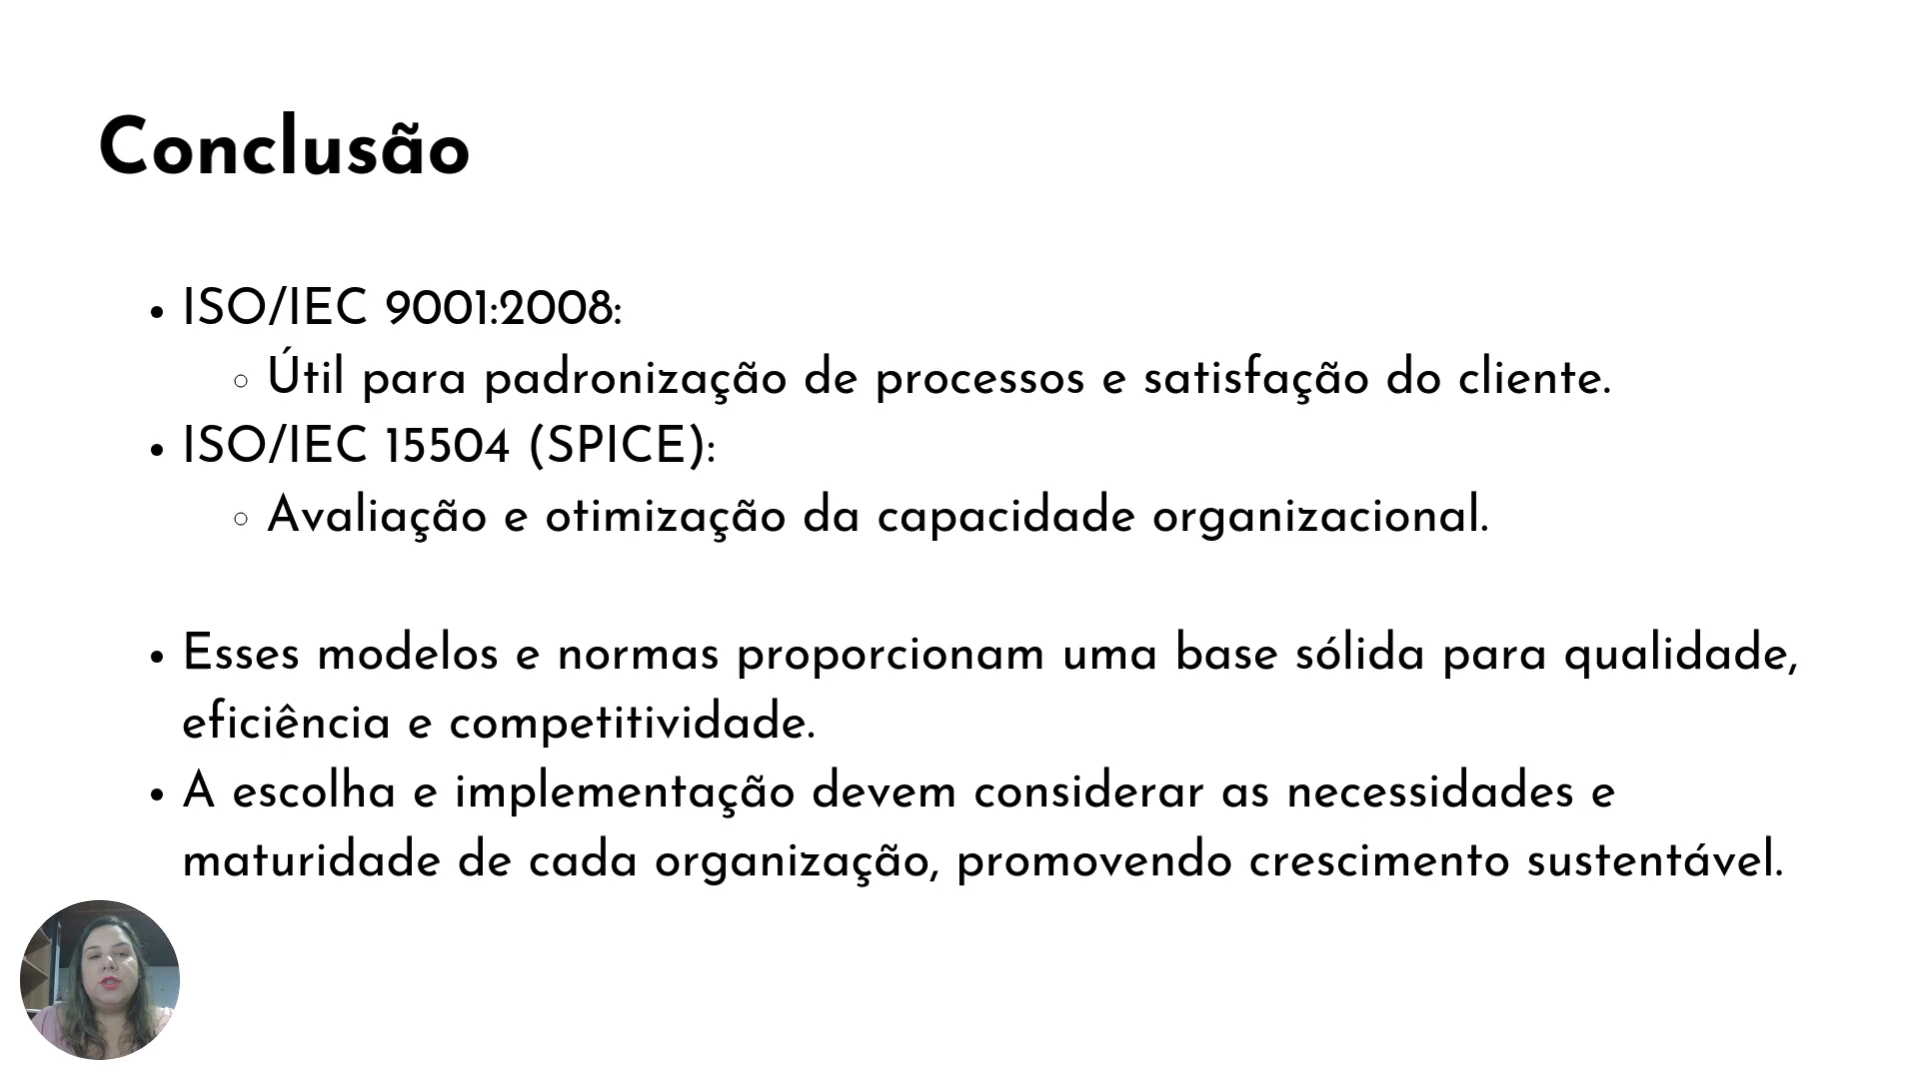 Conclusão
• ISO/IEC 9001:2008:
◦ Útil para padronização de processos e satisfação do cliente.
• ISO/IEC 15504 (SPICE):
◦ Avaliação e otimização da capacidade organizacional.
• Esses modelos e normas proporcionam uma base sólida para qualidade,
eficiência e competitividade.
• A escolha e implementação devem considerar as necessidades e
maturidade de cada organização, promovendo crescimento sustentável.